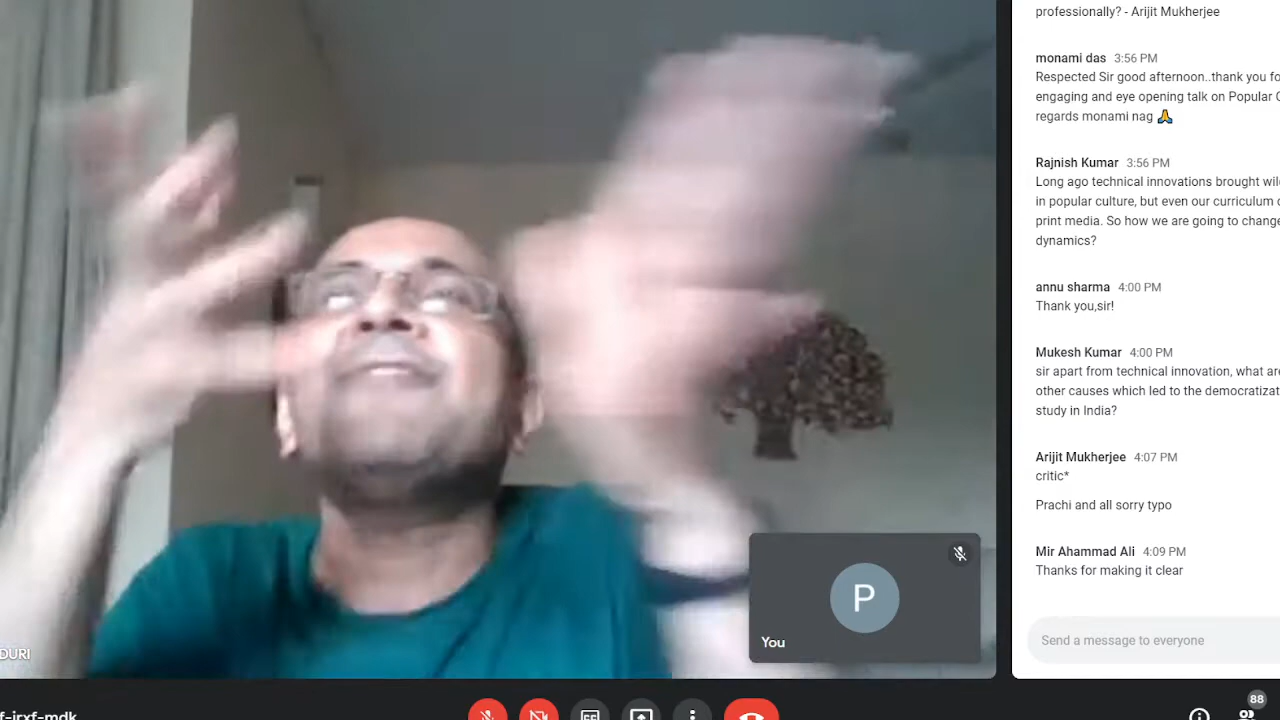 professionally? - Arijit Mukherjee
monami das 3:56 PM
Respected Sir good afternoon..thank you fo
engaging and eye opening talk on Popular
regards monami nag 🙏
Rajnish Kumar 3:56 PM
Long ago technical innovations brought
in popular culture, but even our curriculum
print media. So how we are going to change
dynamics?
annu sharma 4:00 PM
Thank you,sir!
Mukesh Kumar 4:00 PM
sir apart from technical innovation, what are
other causes which led to the democratizat
study in India?
Arijit Mukherjee 4:07 PM
critic*
Prachi and all sorry typo
Mir Ahammad Ali 4:09 PM
Thanks for making it clear
Send a message to everyone
P
You
DURI
f-jrxf-mdk
88